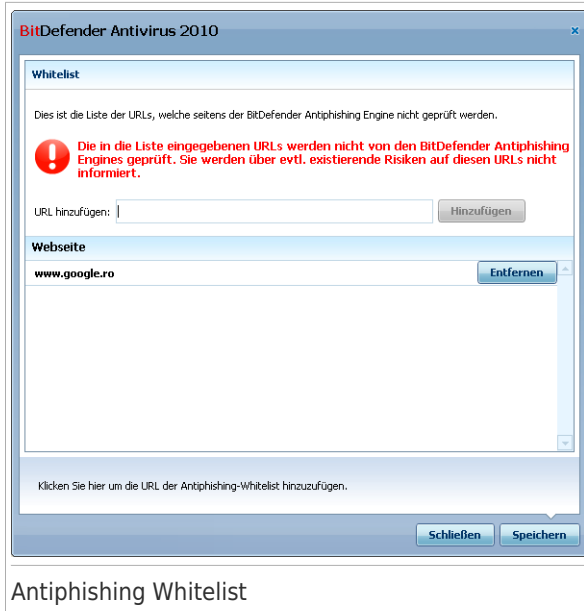 BitDefender Antivirus 2010
Whitelist
Dies ist die Liste der URLs, welche seitens der BitDefender Antiphishing Engine nicht geprüft werden.
Die in die Liste eingegebenen URLs werden nicht von den BitDefender Antiphishing
Engines geprüft. Sie werden über evtl. existierende Risiken auf diesen URLs nicht
informiert.
URL hinzufügen:
Hinzufügen
Webseite
www.google.ro
Entfernen
Klicken Sie hier um die URL der Antiphishing-Whitelist hinzuzufügen.
Schließen
Speichern
Antiphishing Whitelist